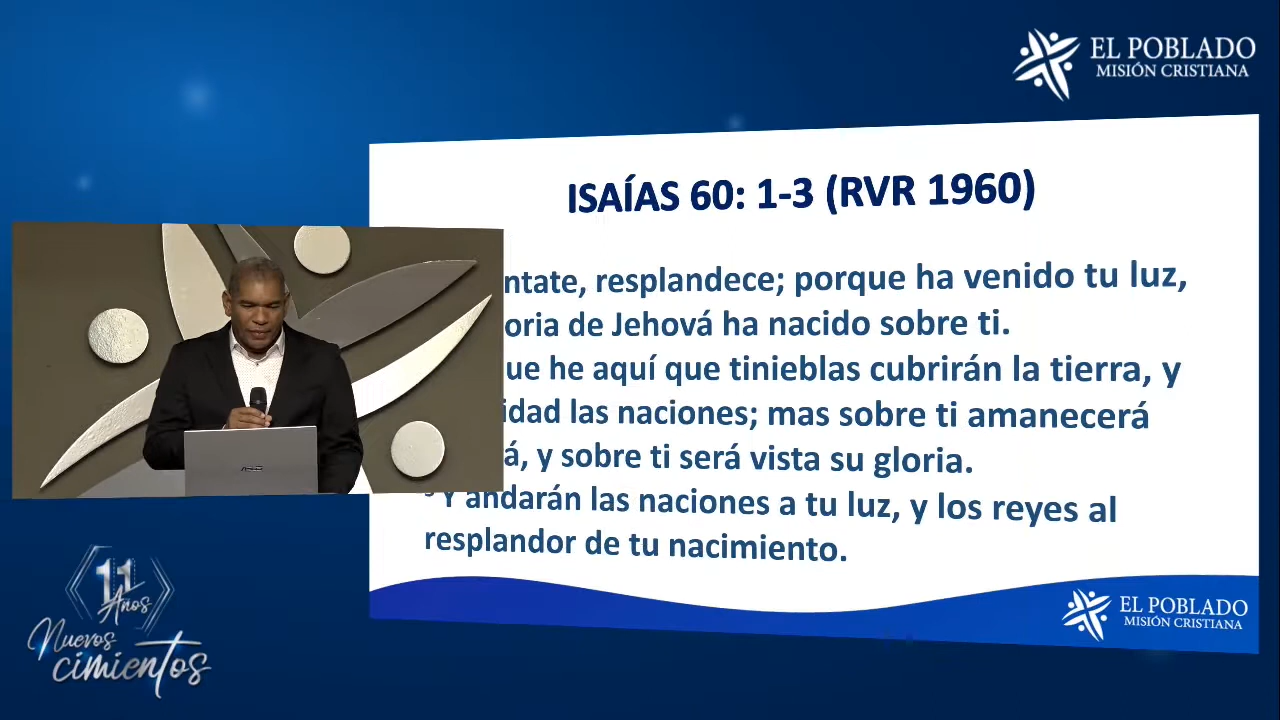 EL POBLADO
MISIÓN CRISTIANA
ISAÍAS 60: 1-3 (RVR 1960)
ntate, resplandece; porque ha venido tu luz,
oria de Jehová ha nacido sobre ti.
ue he aquí que tinieblas cubrirán la tierra, y
idad las naciones; mas sobre ti amanecerá
á, y sobre ti será vista su gloria.
³ Y andarán las naciones a tu luz, y los reyes al
resplandor de tu nacimiento.
ASUS
11
Años
Nuevos
cimientos
EL POBLADO
MISIÓN CRISTIANA